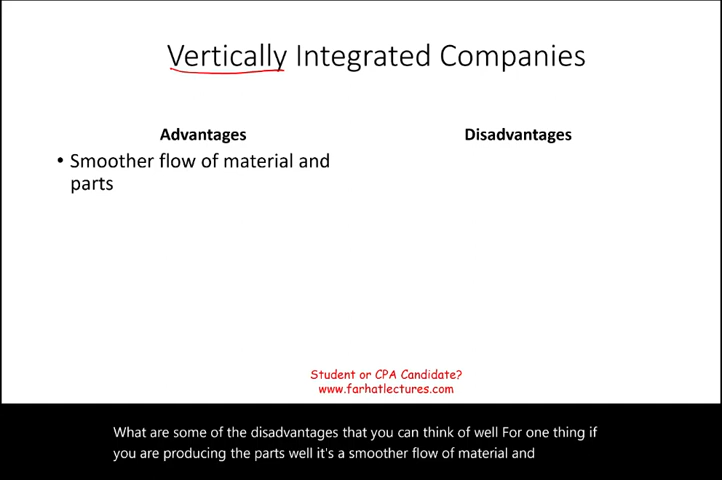 Vertically Integrated Companies
Advantages
• Smoother flow of material and
parts
Disadvantages
Student or CPA Candidate?
www.farhatlectures.com
What are some of the disadvantages that you can think of well For one thing if
you are producing the parts well it's a smoother flow of material and